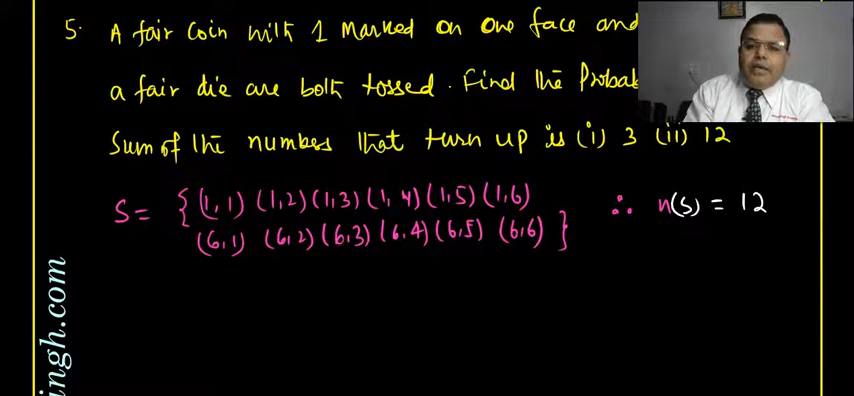 5. A fair coin with 1 Marked on one face and
a fair die are both tossed. Find the Probab
Sum of the numbers that turn up is (i) 3 (ii) 12
S = { (1,1) (1,2) (1,3) (1,4) (1,5) (1,6)
(6,1) (6,2) (6,3) (6,4) (6,5) (6,6) }
∴ n(S) = 12
ingh.com